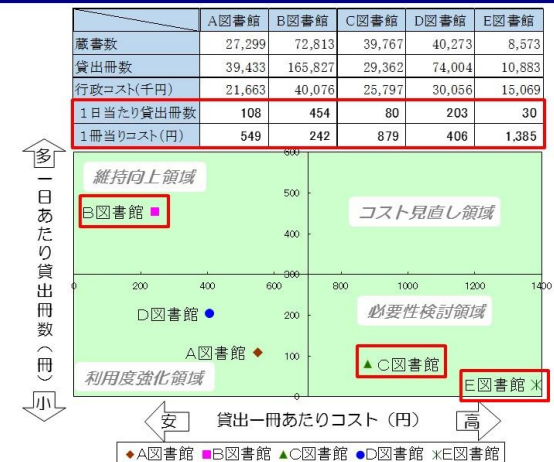 A図書館 B図書館 C図書館 D図書館 E図書館
蔵書数 27,299 72,813 39,767 40,273 8,573
貸出冊数 39,433 165,827 29,362 74,004 10,883
行政コスト(千円) 21,663 40,076 25,797 30,056 15,069
1日当たり貸出冊数 108 454 80 203 30
1冊当りコスト(円) 549 242 879 406 1,385
多
一日あたり貸出冊数（冊）
小
600
維持向上領域
500
B図書館
コスト見直し領域
400
0 200 400 600 300 800 1000 1200 1400
D図書館
200
必要性検討領域
A図書館
100
C図書館
利用度強化領域
E図書館
0
安 貸出一冊あたりコスト（円） 高
A図書館 B図書館 C図書館 D図書館 E図書館